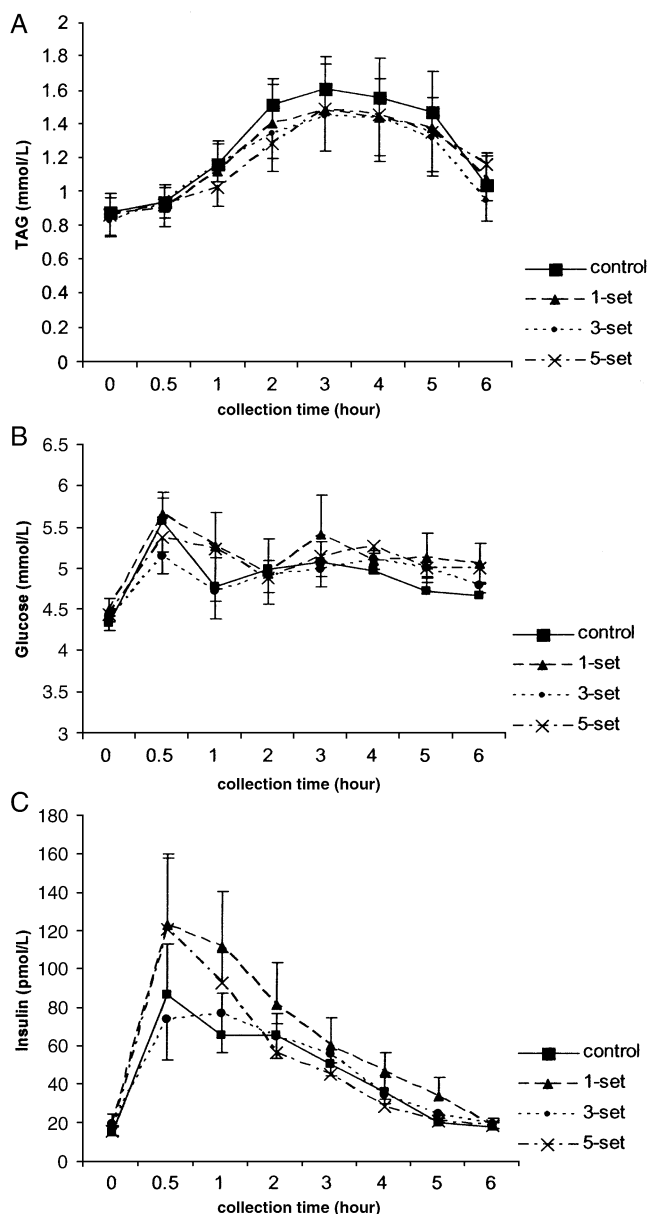 A
2
1.8
1.6
1.4
1.2
1
0.8
0.6
0.4
0.2
0
TAG (mmol/L)
0 0.5 1 2 3 4 5 6
collection time (hour)
control
1-set
3-set
5-set
B
6.5
6
5.5
5
4.5
4
3.5
3
Glucose (mmol/L)
0 0.5 1 2 3 4 5 6
collection time (hour)
control
1-set
3-set
5-set
C
180
160
140
120
100
80
60
40
20
0
Insulin (pmol/L)
0 0.5 1 2 3 4 5 6
collection time (hour)
control
1-set
3-set
5-set